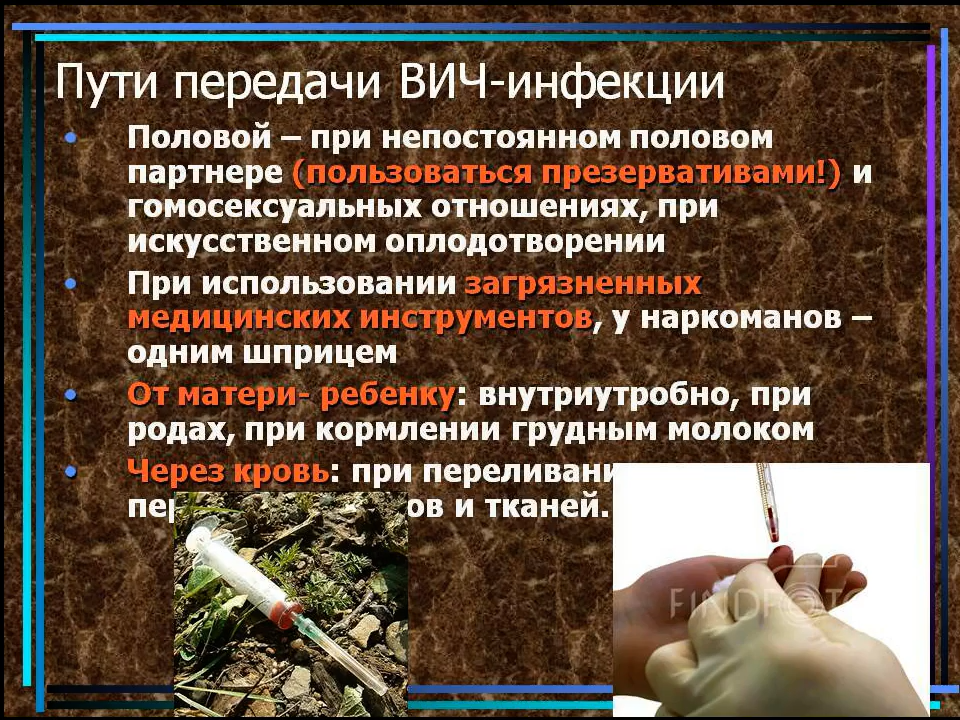 Пути передачи ВИЧ-инфекции
• Половой – при непостоянном половом
партнере (пользоваться презервативами!) и
гомосексуальных отношениях, при
искусственном оплодотворении
• При использовании загрязненных
медицинских инструментов, у наркоманов –
одним шприцем
• От матери- ребенку: внутриутробно, при
родах, при кормлении грудным молоком
• Через кровь: при переливани
ов и тканей.
FINDFOTO